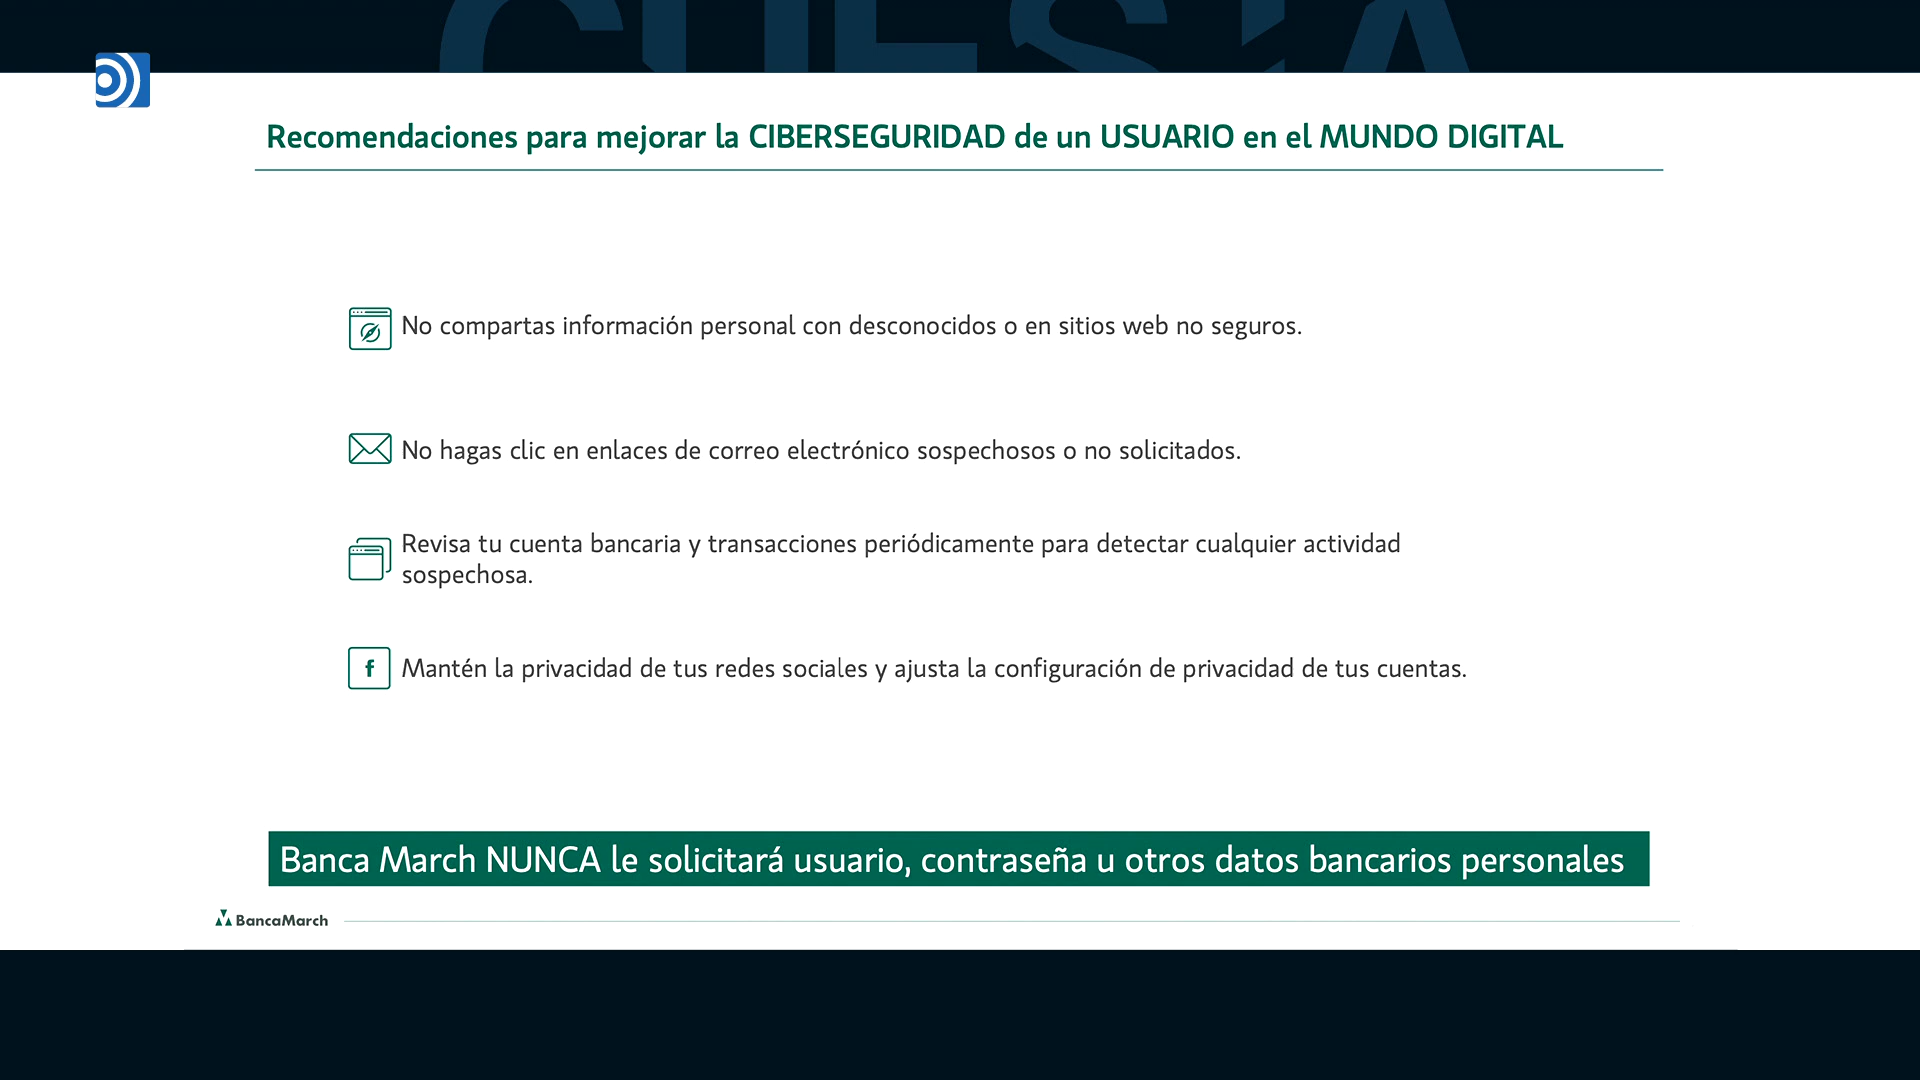 CUESTA
Recomendaciones para mejorar la CIBERSEGURIDAD de un USUARIO en el MUNDO DIGITAL
No compartas información personal con desconocidos o en sitios web no seguros.
No hagas clic en enlaces de correo electrónico sospechosos o no solicitados.
Revisa tu cuenta bancaria y transacciones periódicamente para detectar cualquier actividad
sospechosa.
f
Mantén la privacidad de tus redes sociales y ajusta la configuración de privacidad de tus cuentas.
Banca March NUNCA le solicitará usuario, contraseña u otros datos bancarios personales
BancaMarch